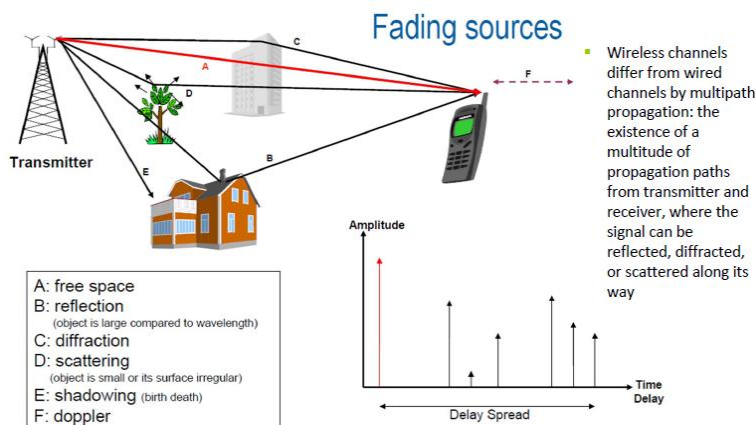 Fading sources
C
A
F
D
Transmitter
E
B
▪ Wireless channels
differ from wired
channels by multipath
propagation: the
existence of a
multitude of
propagation paths
from transmitter and
receiver, where the
signal can be
reflected, diffracted,
or scattered along its
way
Amplitude
Time
Delay
Delay Spread
A: free space
B: reflection
(object is large compared to wavelength)
C: diffraction
D: scattering
(object is small or its surface irregular)
E: shadowing (birth death)
F: doppler